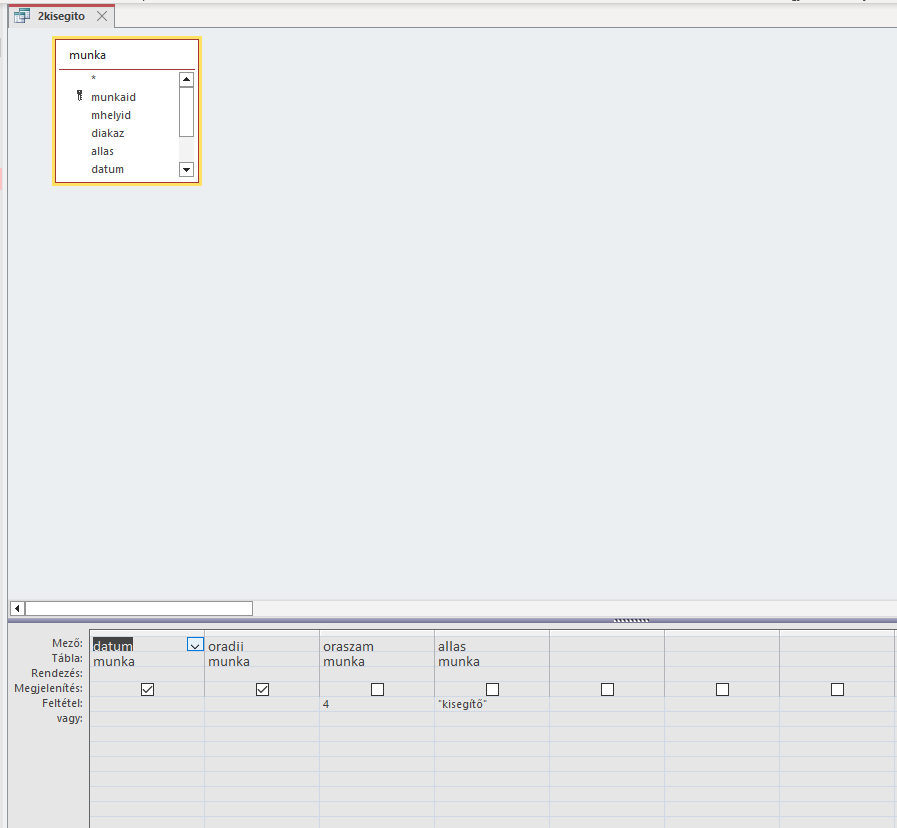 2kisegito
munka
*
munkaid
mhelyid
diakaz
allas
datum
Mező: datum oradii oraszam allas
Tábla: munka munka munka munka
Rendezés:
Megjelenítés:
Feltétel: 4 "kisegítő"
vagy: